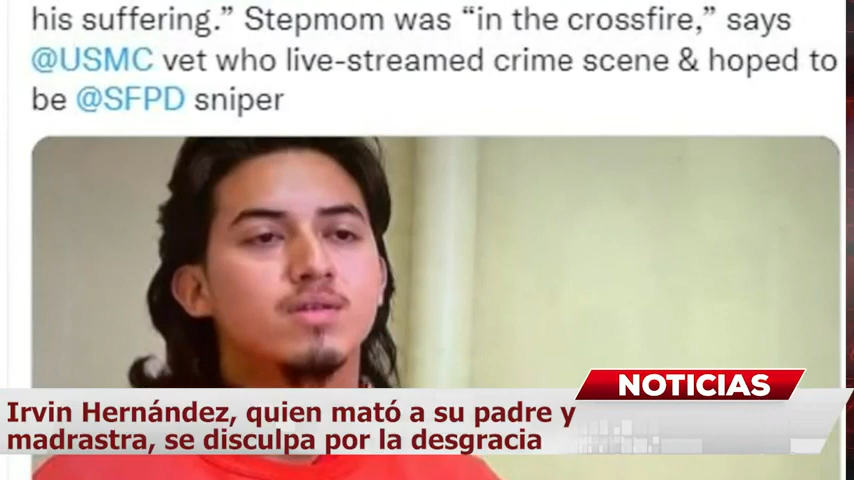 his suffering.” Stepmom was “in the crossfire,” says
@USMC vet who live-streamed crime scene & hoped to
be @SFPD sniper
NOTICIAS
Irvin Hernández, quien mató a su padre y
madrastra, se disculpa por la desgracia